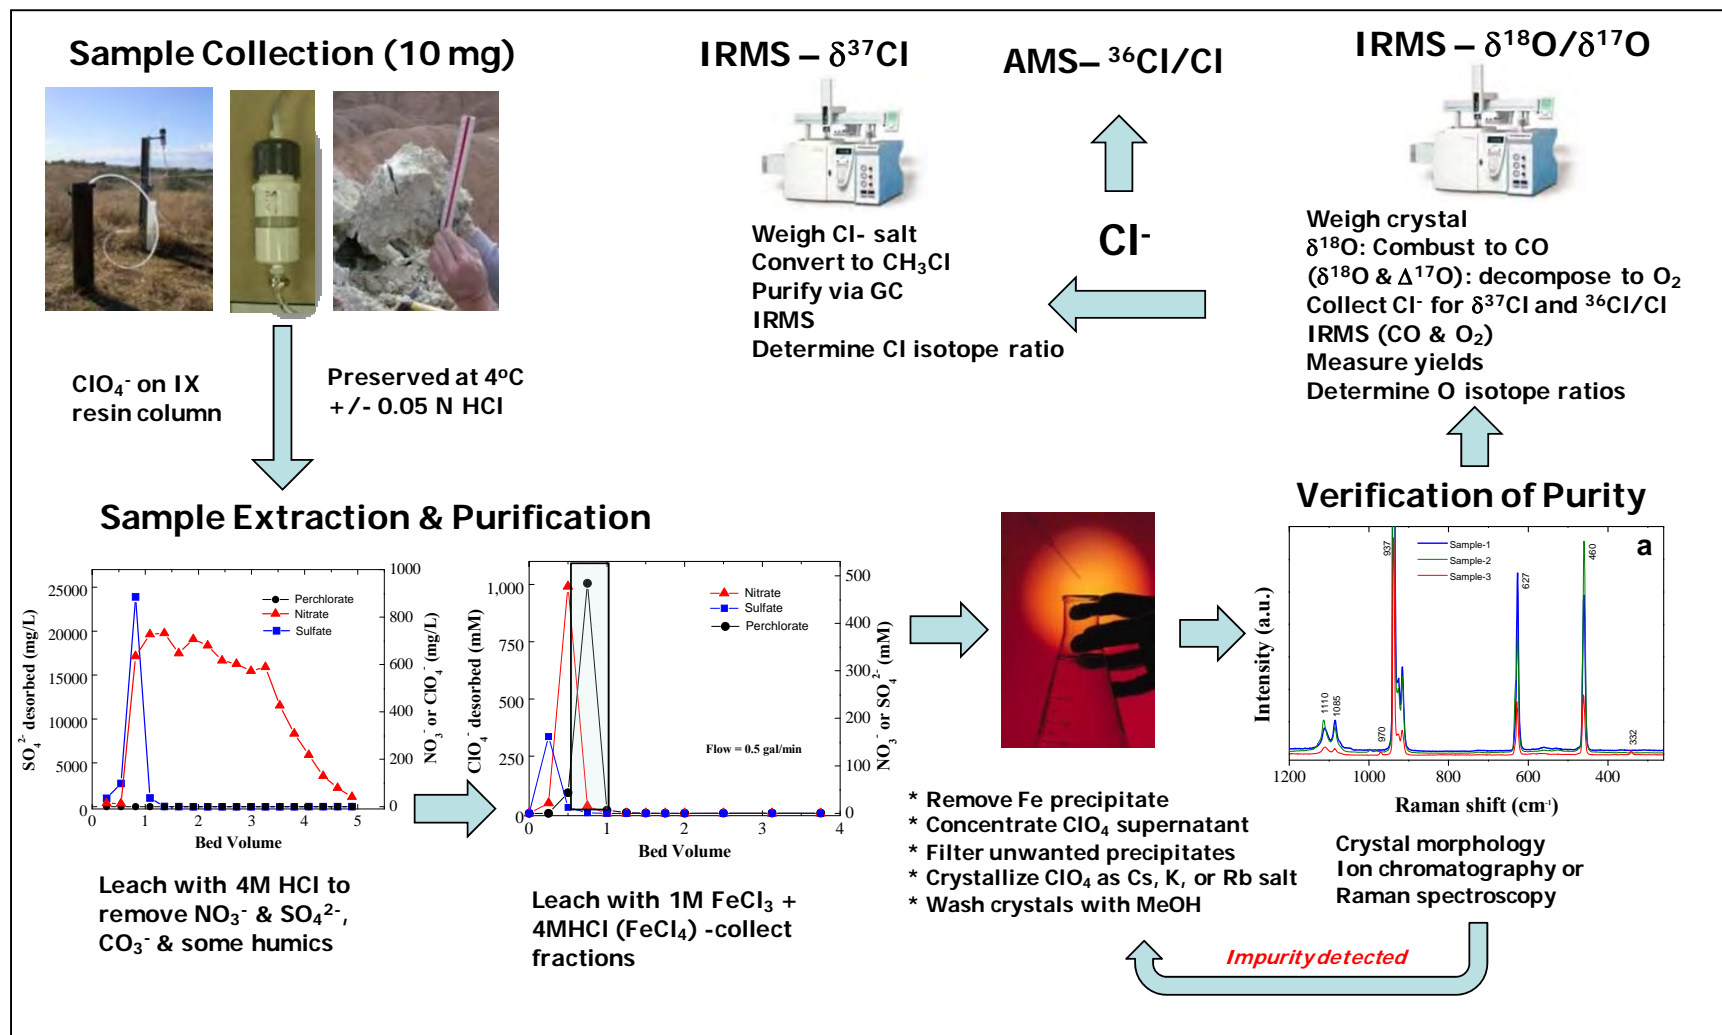 Sample Collection (10 mg)
ClO₄⁻ on IX
resin column
Preserved at 4ºC
+/- 0.05 N HCl
Sample Extraction & Purification
25000
20000
15000
10000
5000
0
SO₄²⁻ desorbed (mg/L)
1000
800
600
400
200
0
NO₃⁻ or ClO₄⁻ (mg/L)
Perchlorate
Nitrate
Sulfate
0 1 2 3 4 5
Bed Volume
Leach with 4M HCl to
remove NO₃⁻ & SO₄²⁻,
CO₃⁻ & some humics
1,000
750
500
250
0
ClO₄⁻ desorbed (mM)
500
400
300
200
100
0
NO₃⁻ or SO₄²⁻ (mM)
Nitrate
Sulfate
Perchlorate
Flow = 0.5 gal/min
0 1 2 3 4
Bed Volume
Leach with 1M FeCl₃ +
4MHCl (FeCl₄) -collect
fractions
* Remove Fe precipitate
* Concentrate ClO₄ supernatant
* Filter unwanted precipitates
* Crystallize ClO₄ as Cs, K, or Rb salt
* Wash crystals with MeOH
Verification of Purity
a
Sample-1
Sample-2
Sample-3
1110
1085
970
937
627
460
332
Intensity (a.u.)
1200 1000 800 600 400
Raman shift (cm⁻¹)
Crystal morphology
Ion chromatography or
Raman spectroscopy
Impurity detected
IRMS – δ¹⁸O/δ¹⁷O
Weigh crystal
δ¹⁸O: Combust to CO
(δ¹⁸O & Δ¹⁷O): decompose to O₂
Collect Cl⁻ for δ³⁷Cl and ³⁶Cl/Cl
IRMS (CO & O₂)
Measure yields
Determine O isotope ratios
Cl⁻
AMS– ³⁶Cl/Cl
IRMS – δ³⁷Cl
Weigh Cl- salt
Convert to CH₃Cl
Purify via GC
IRMS
Determine Cl isotope ratio